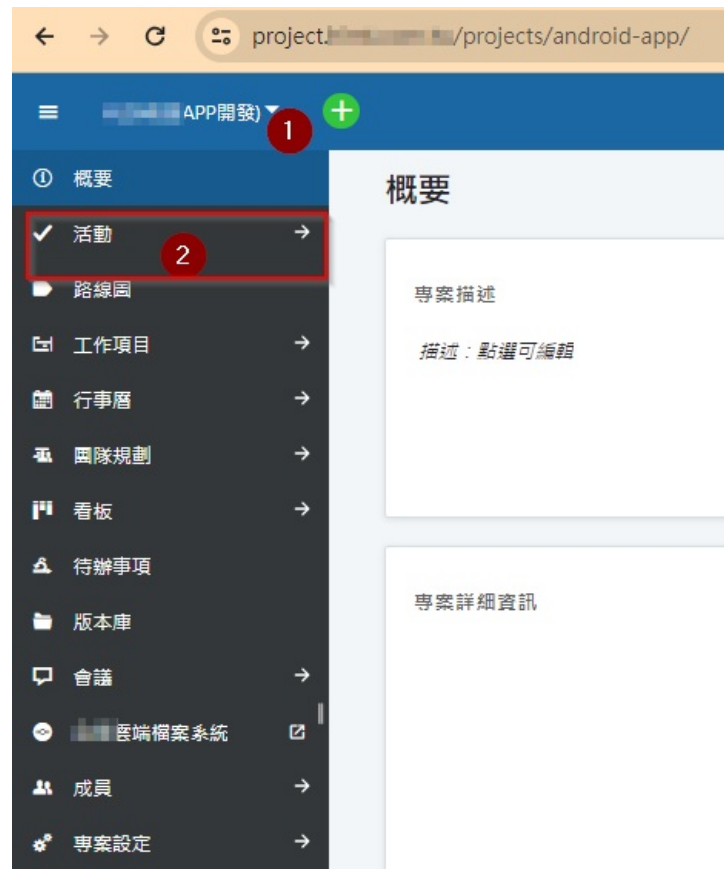 project. /projects/android-app/
APP開發)
1
概要
概要
活動
2
路線圖
專案描述
工作項目
描述：點選可編輯
行事曆
團隊規劃
看板
待辦事項
專案詳細資訊
版本庫
會議
雲端檔案系統
成員
專案設定